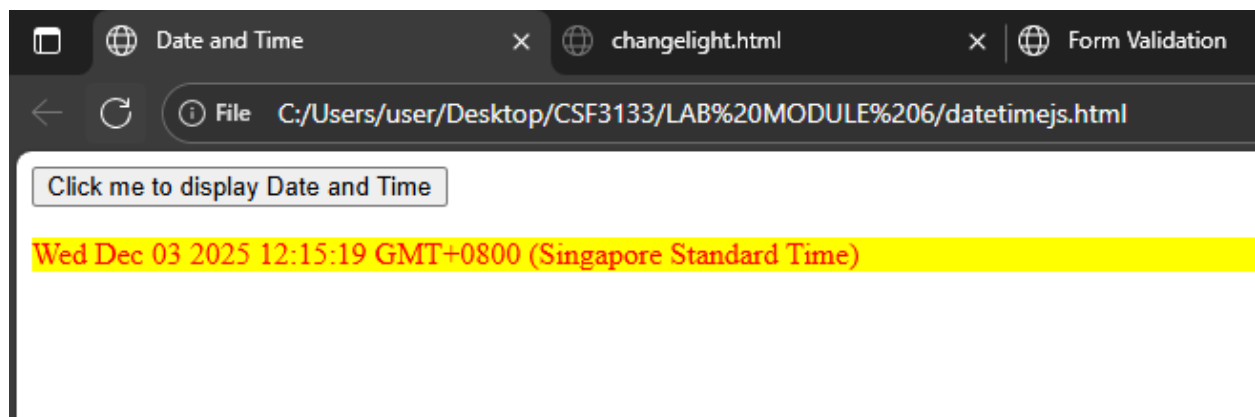 Date and Time
changelight.html
Form Validation
File C:/Users/user/Desktop/CSF3133/LAB%20MODULE%206/datetimejs.html
Click me to display Date and Time
Wed Dec 03 2025 12:15:19 GMT+0800 (Singapore Standard Time)